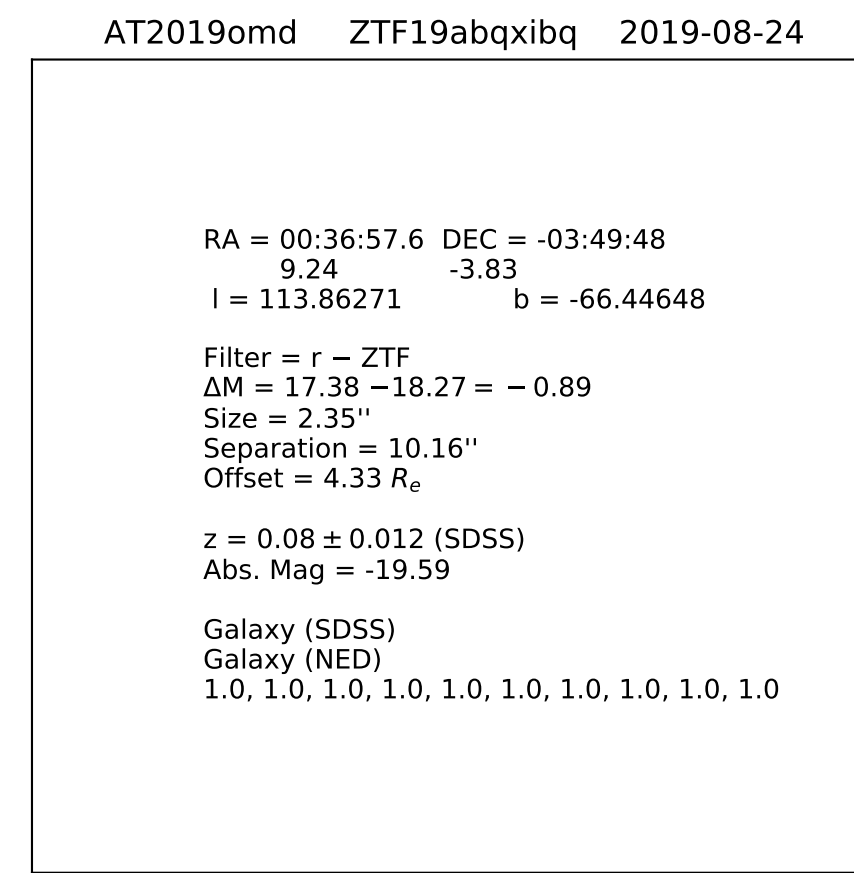 AT2019omd ZTF19abqxibq 2019-08-24
RA = 00:36:57.6 DEC = -03:49:48
9.24 -3.83
l = 113.86271 b = -66.44648
Filter = r − ZTF
ΔM = 17.38 −18.27 = − 0.89
Size = 2.35''
Separation = 10.16''
Offset = 4.33 Re
z = 0.08 ± 0.012 (SDSS)
Abs. Mag = -19.59
Galaxy (SDSS)
Galaxy (NED)
1.0, 1.0, 1.0, 1.0, 1.0, 1.0, 1.0, 1.0, 1.0, 1.0